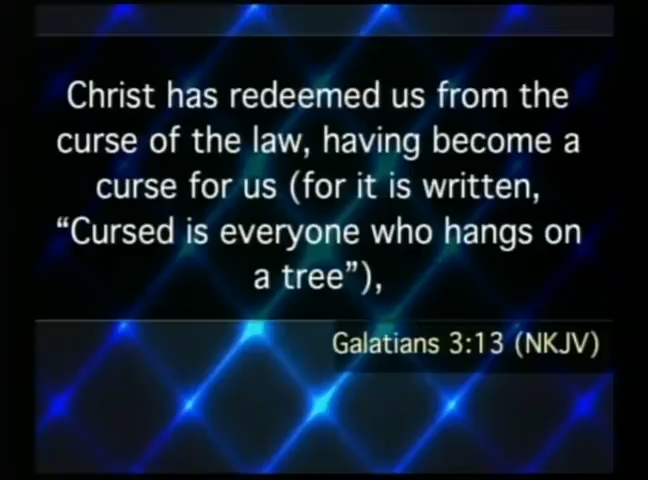 Christ has redeemed us from the
curse of the law, having become a
curse for us (for it is written,
“Cursed is everyone who hangs on
a tree”),
Galatians 3:13 (NKJV)